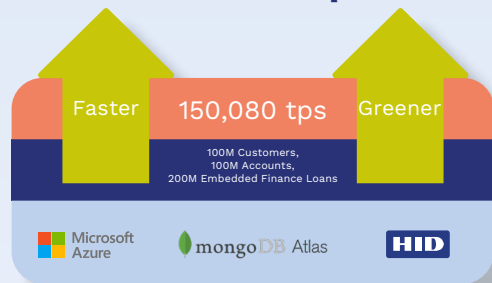 Faster
150,080 tps
Greener
100M Customers,
100M Accounts,
200M Embedded Finance Loans
Microsoft
Azure
mongoDB Atlas
HID